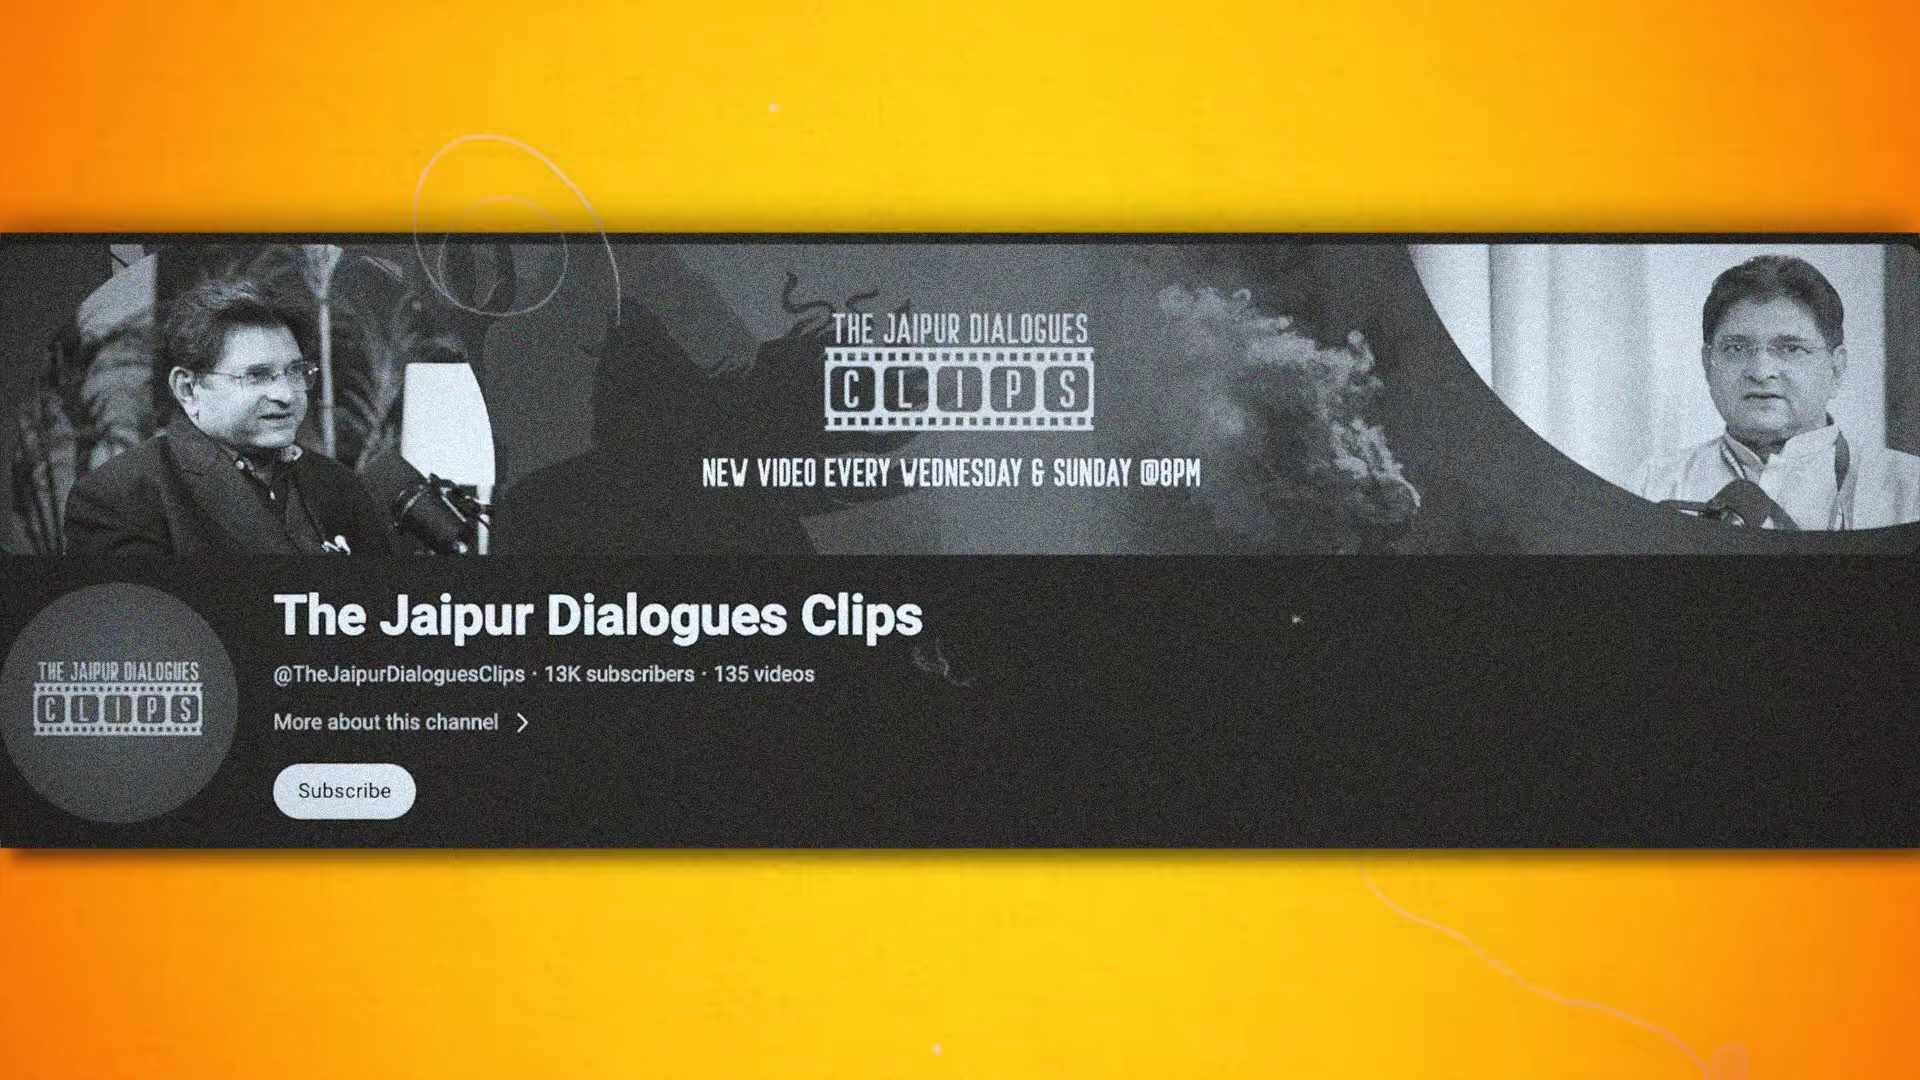 THE JAIPUR DIALOGUES
CLIPS
NEW VIDEO EVERY WEDNESDAY & SUNDAY @8PM
The Jaipur Dialogues Clips
@TheJaipurDialoguesClips · 13K subscribers · 135 videos
More about this channel
Subscribe
THE JAIPUR DIALOGUES
CLIPS